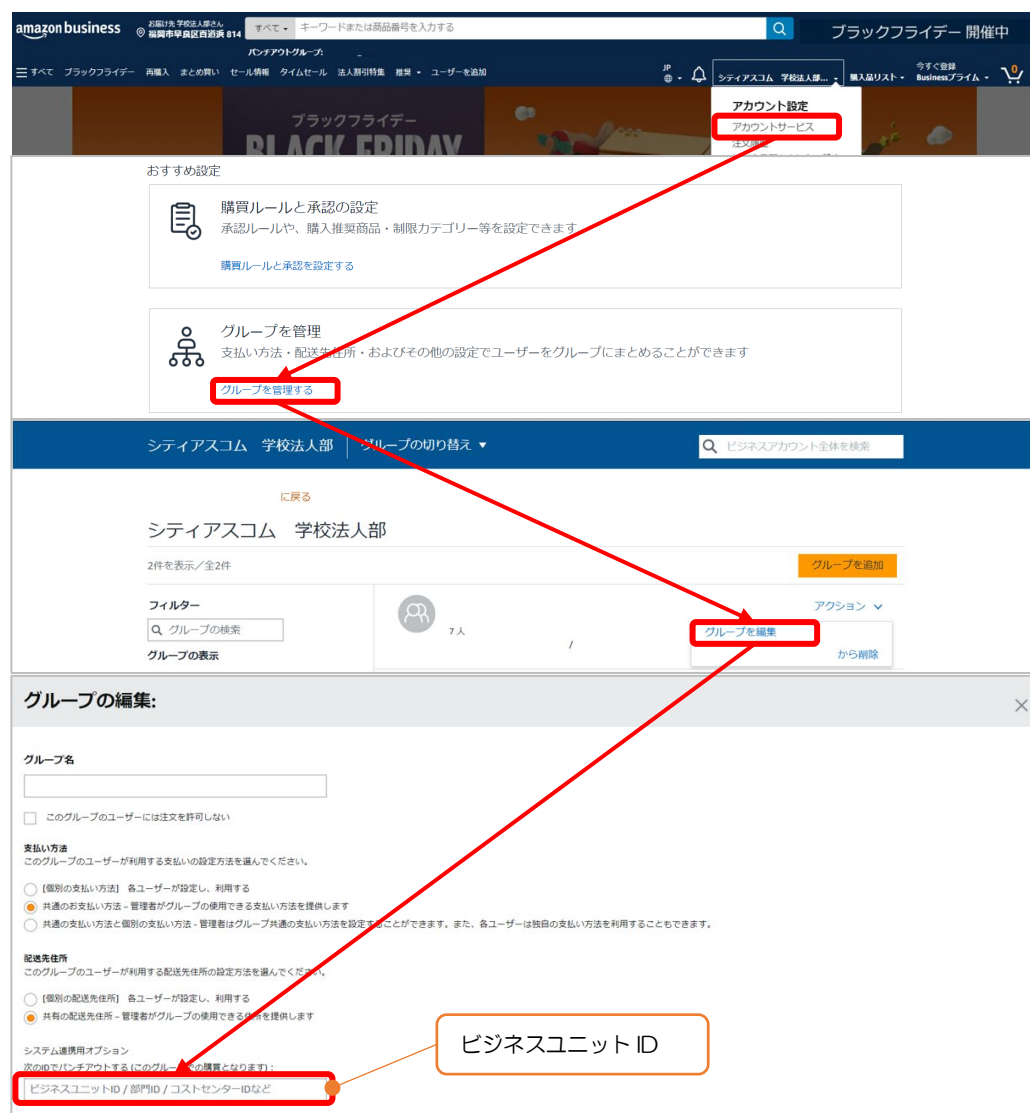 amazon business
お届け先 学校法人部さん
福岡市早良区百道浜 814
すべて
キーワードまたは商品番号を入力する
ブラックフライデー 開催中
パンチアウトグループ:
すべて ブラックフライデー 再購入 まとめ買い セール情報 タイムセール 法人割引特集 推奨 ユーザーを追加
JP
シティアスコム 学校法人部...
購入品リスト
今すぐ登録
Businessプライム
0
ブラックフライデー
BLACK FRIDAY
アカウント設定
アカウントサービス
注文履歴
おすすめ設定
購買ルールと承認の設定
承認ルールや、購入推奨商品・制限カテゴリー等を設定できます
購買ルールと承認を設定する
グループを管理
支払い方法・配送先住所・およびその他の設定でユーザーをグループにまとめることができます
グループを管理する
シティアスコム 学校法人部
グループの切り替え ▼
ビジネスアカウント全体を検索
に戻る
シティアスコム 学校法人部
2件を表示／全2件
グループを追加
フィルター
グループの検索
グループの表示
7人
/
アクション
グループを編集
から削除
グループの編集:
グループ名
このグループのユーザーには注文を許可しない
支払い方法
このグループのユーザーが利用する支払いの設定方法を選んでください。
[個別の支払い方法] 各ユーザーが設定し、利用する
共通のお支払い方法 – 管理者がグループの使用できる支払い方法を提供します
共通の支払い方法と個別の支払い方法 - 管理者はグループ共通の支払い方法を設定することができます。また、各ユーザーは独自の支払い方法を利用することもできます。
配送先住所
このグループのユーザーが利用する配送先住所の設定方法を選んでください。
[個別の配送先住所] 各ユーザーが設定し、利用する
共有の配送先住所 – 管理者がグループの使用できる住所を提供します
システム連携用オプション
次のIDでパンチアウトする (このグループでの購買となります) :
ビジネスユニットID / 部門ID / コストセンターIDなど
ビジネスユニット ID